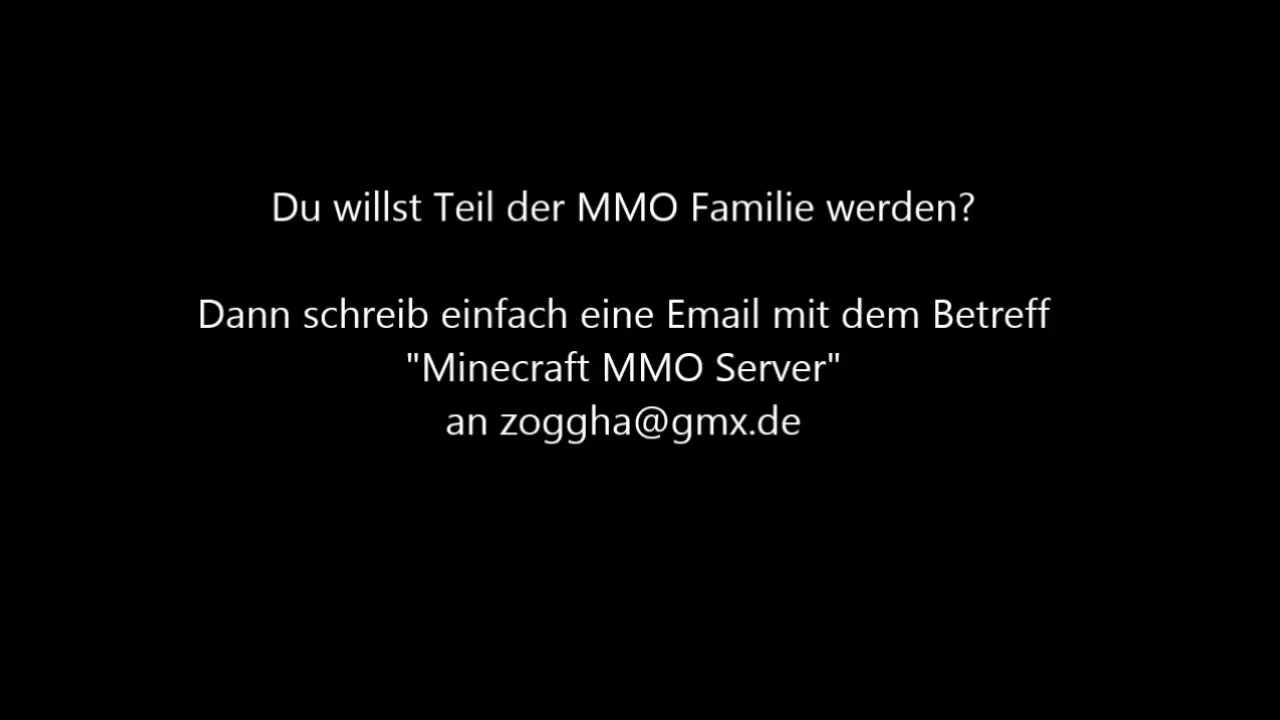 Du willst Teil der MMO Familie werden?
Dann schreib einfach eine Email mit dem Betreff
"Minecraft MMO Server"
an zoggha@gmx.de